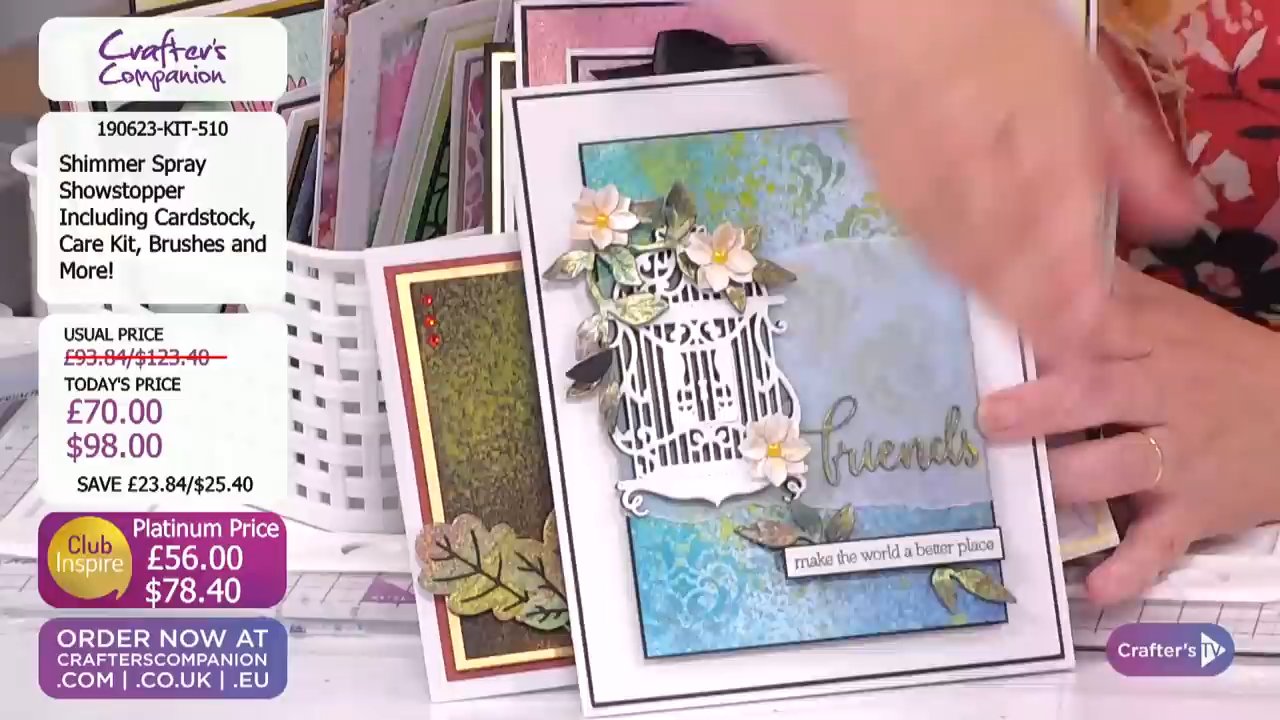 Crafter's
Companion
190623-KIT-510
Shimmer Spray
Showstopper
Including Cardstock,
Care Kit, Brushes and
More!
USUAL PRICE
£93.84/$123.40
TODAY'S PRICE
£70.00
$98.00
SAVE £23.84/$25.40
Club
Inspire
Platinum Price
£56.00
$78.40
ORDER NOW AT
CRAFTERSCOMPANION
.COM | .CO.UK | .EU
friends
make the world a better place
Crafter's TV